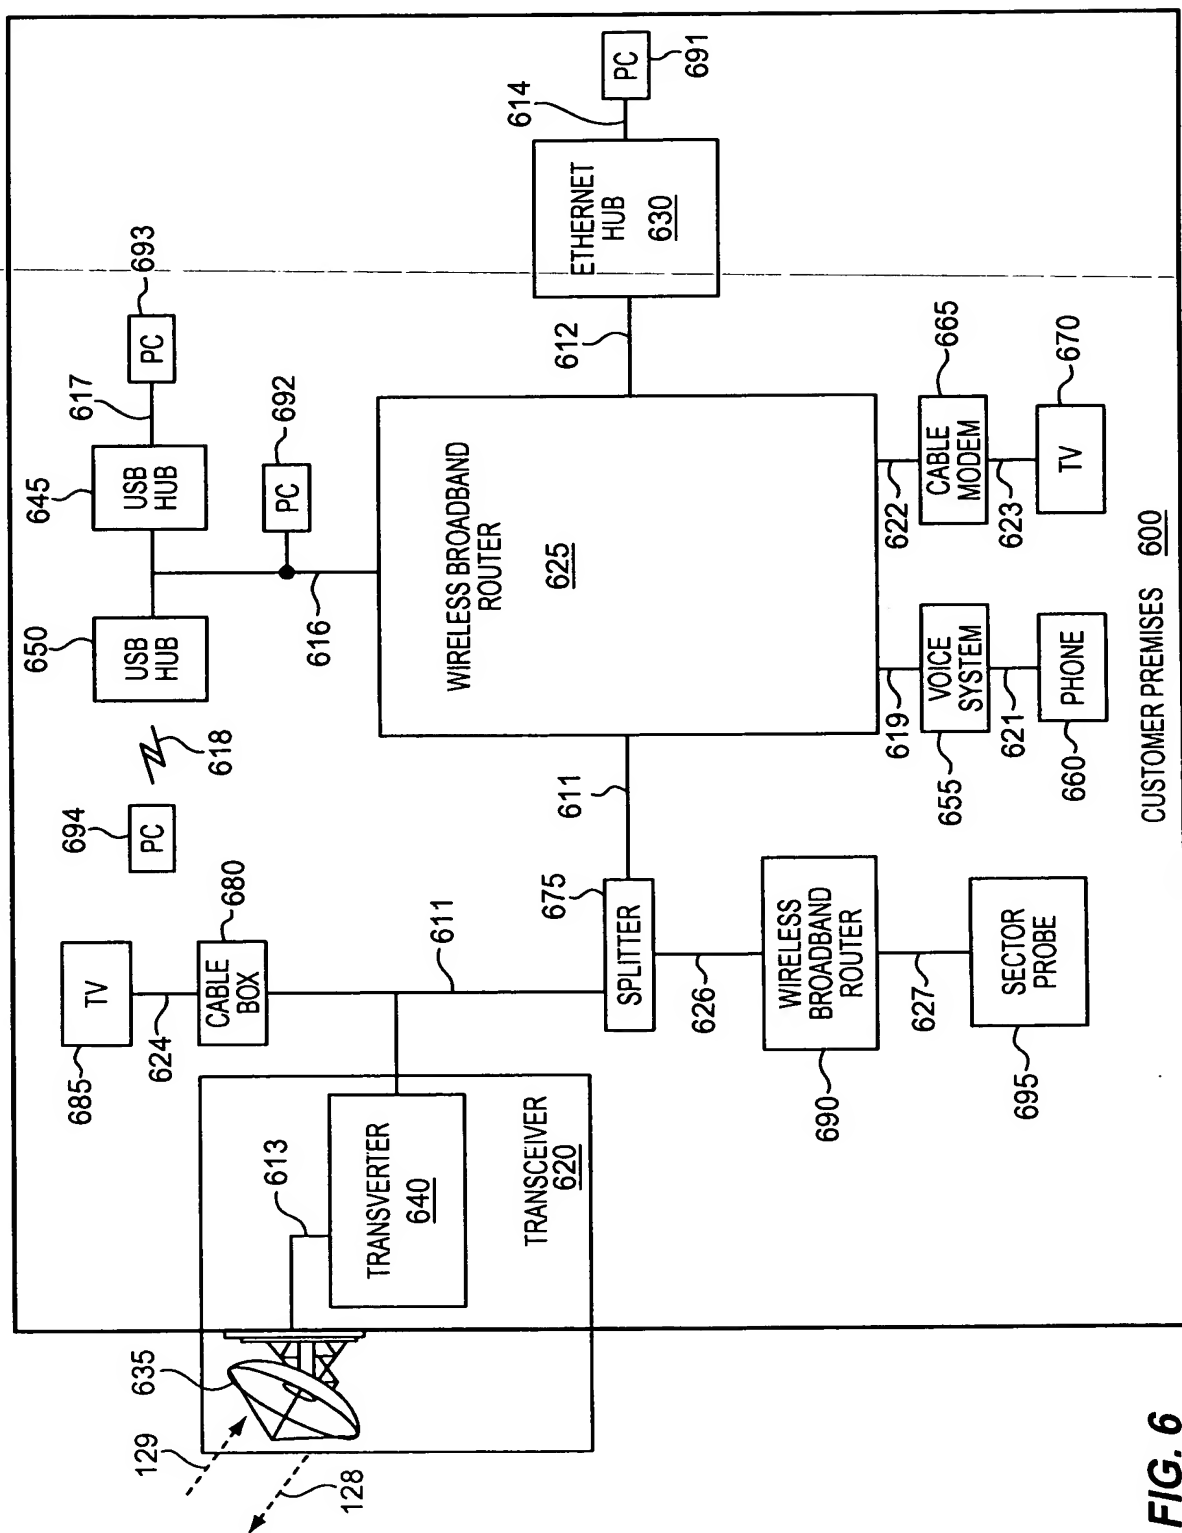 129
635
128
613
TRANSVERTER
640
TRANSCEIVER
620
685
TV
624
CABLE
BOX
680
611
694
PC
618
650
USB
HUB
645
USB
HUB
617
PC
693
PC
692
616
SPLITTER
675
611
626
WIRELESS
BROADBAND
ROUTER
690
627
SECTOR
PROBE
695
WIRELESS BROADBAND
ROUTER
625
612
ETHERNET
HUB
630
614
PC
691
619
VOICE
SYSTEM
655
621
PHONE
660
622
CABLE
MODEM
665
623
TV
670
CUSTOMER PREMISES 600
FIG. 6